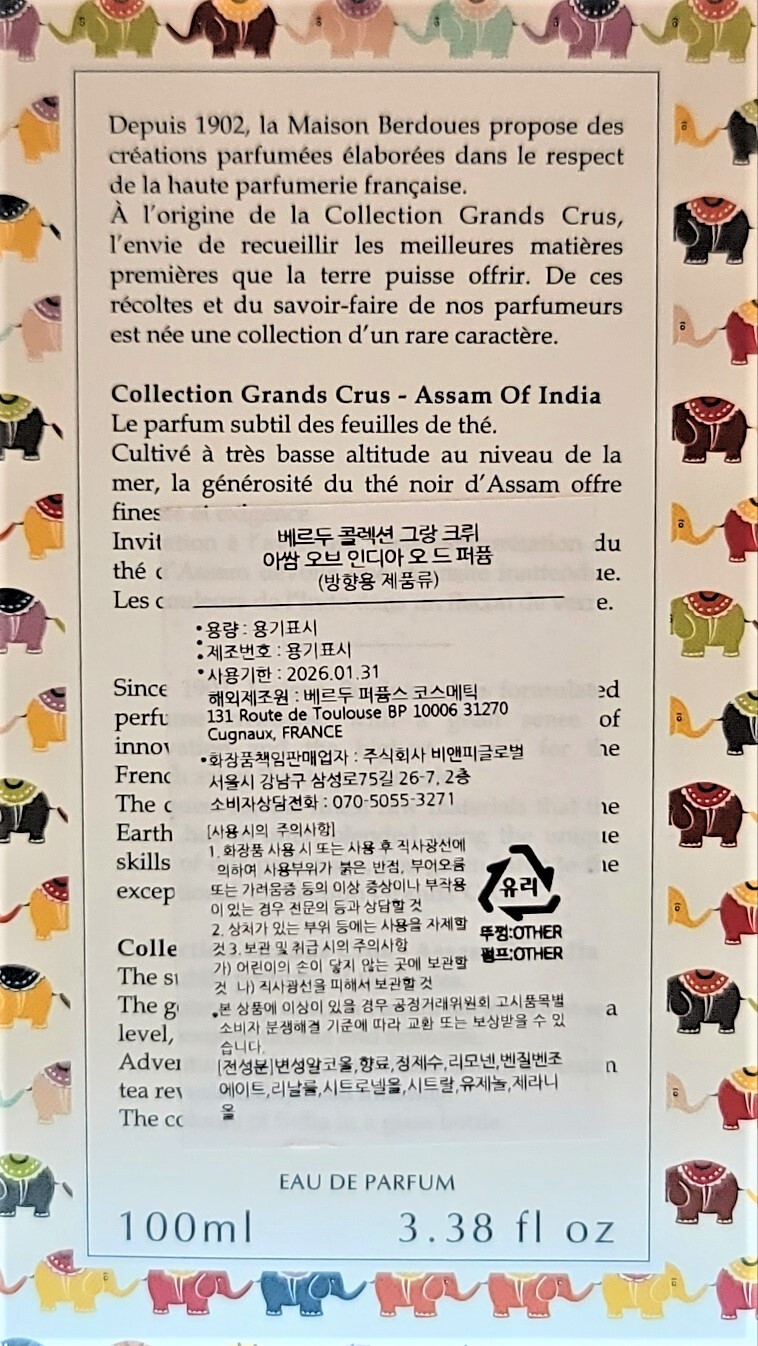 Depuis 1902, la Maison Berdoues propose des
créations parfumées élaborées dans le respect
de la haute parfumerie française.
À l'origine de la Collection Grands Crus,
l'envie de recueillir les meilleures matières
premières que la terre puisse offrir. De ces
récoltes et du savoir-faire de nos parfumeurs
est née une collection d'un rare caractère.
Collection Grands Crus - Assam Of India
Le parfum subtil des feuilles de thé.
Cultivé à très basse altitude au niveau de la
mer, la générosité du thé noir d'Assam offre
베르두 콜렉션 그랑 크뤼
아쌈 오브 인디아 오 드 퍼퓸
(방향용 제품류)
•용량 : 용기표시
•제조번호 : 용기표시
•사용기한 : 2026.01.31
해외제조원 : 베르두 퍼퓸스 코스메틱
131 Route de Toulouse BP 10006 31270
Cugnaux, FRANCE
•화장품책임판매업자 : 주식회사 비앤피글로벌
서울시 강남구 삼성로75길 26-7, 2층
소비자상담전화 : 070-5055-3271
[사용시의 주의사항]
1. 화장품 사용 시 또는 사용 후 직사광선에
의하여 사용부위가 붉은 반점, 부어오름
또는 가려움증 등의 이상 증상이나 부작용
이 있는 경우 전문의 등과 상담할 것
2. 상처가 있는 부위 등에는 사용을 자제할
것 3. 보관 및 취급 시의 주의사항
가) 어린이의 손이 닿지 않는 곳에 보관할
것 나) 직사광선을 피해서 보관할 것
•본 상품에 이상이 있을 경우 공정거래위원회 고시품목별
소비자 분쟁해결 기준에 따라 교환 또는 보상받을 수 있
습니다.
[전성분]변성알코올,향료,정제수,리모넨,벤질벤조
에이트,리날룰,시트로넬올,시트랄,유제놀,제라니
올
유리
뚜껑:OTHER
펌프:OTHER
Since
French
The
Earth
skills
level,
EAU DE PARFUM
100ml 3.38 fl oz